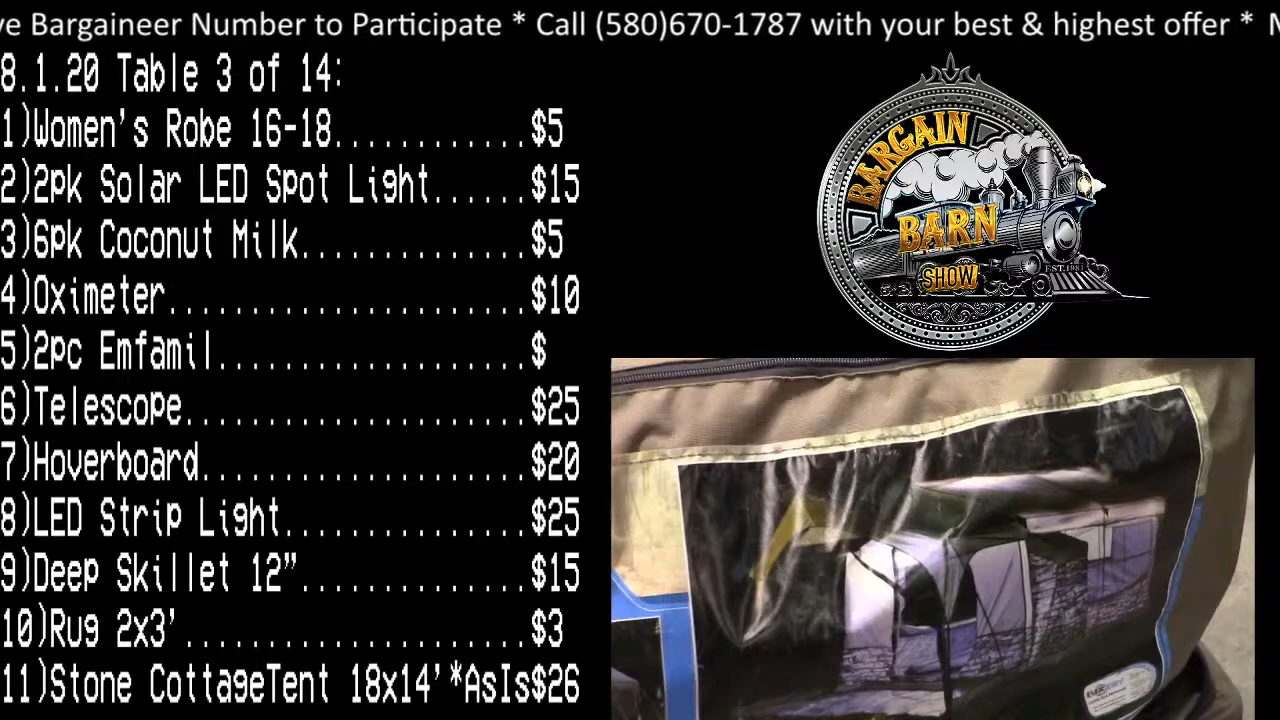 ve Bargaineer Number to Participate * Call (580)670-1787 with your best & highest offer * M
8.1.20 Table 3 of 14:
1)Women's Robe 16-18............$5
2)2pk Solar LED Spot Light......$15
3)6pk Coconut Milk..............$5
4)Oximeter......................$10
5)2pc Emfamil...................$
6)Telescope.....................$25
7)Hoverboard....................$20
8)LED Strip Light...............$25
9)Deep Skillet 12”..............$15
10)Rug 2x3'.....................$3
11)Stone CottageTent 18x14'*AsIs$26
BARGAIN
BARN
SHOW